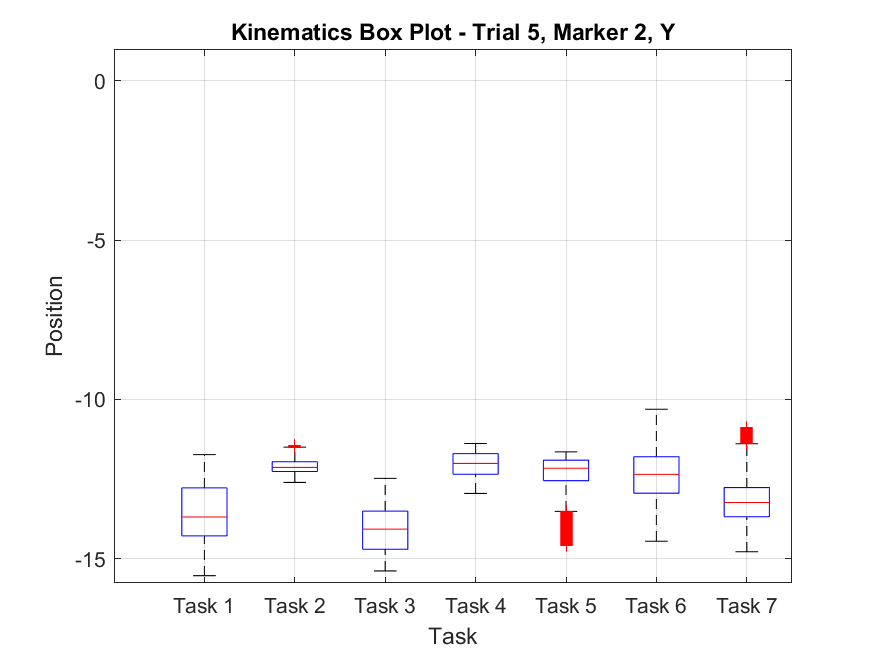 Kinematics Box Plot - Trial 5, Marker 2, Y
0
-5
-10
-15
Position
Task 1 Task 2 Task 3 Task 4 Task 5 Task 6 Task 7
Task